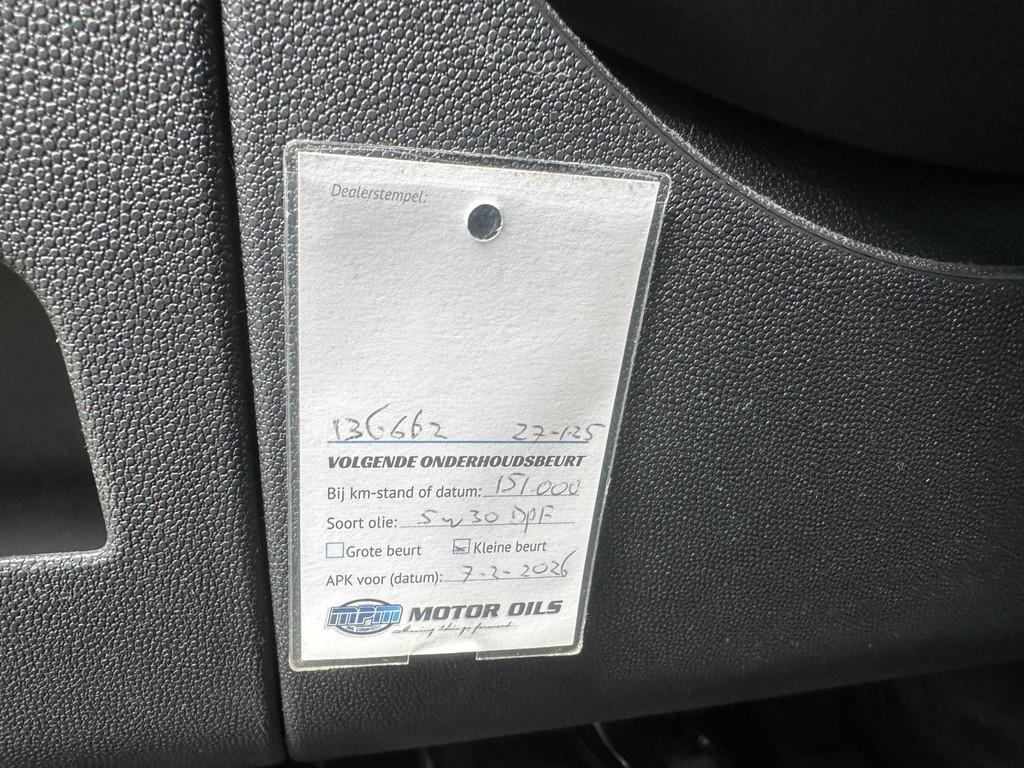 Dealerstempel:
136662 27-1-25
VOLGENDE ONDERHOUDSBEURT
Bij km-stand of datum: 151.000
Soort olie: 5w30 DPF
Grote beurt Kleine beurt
APK voor (datum): 7-2-2026
MPM MOTOR OILS